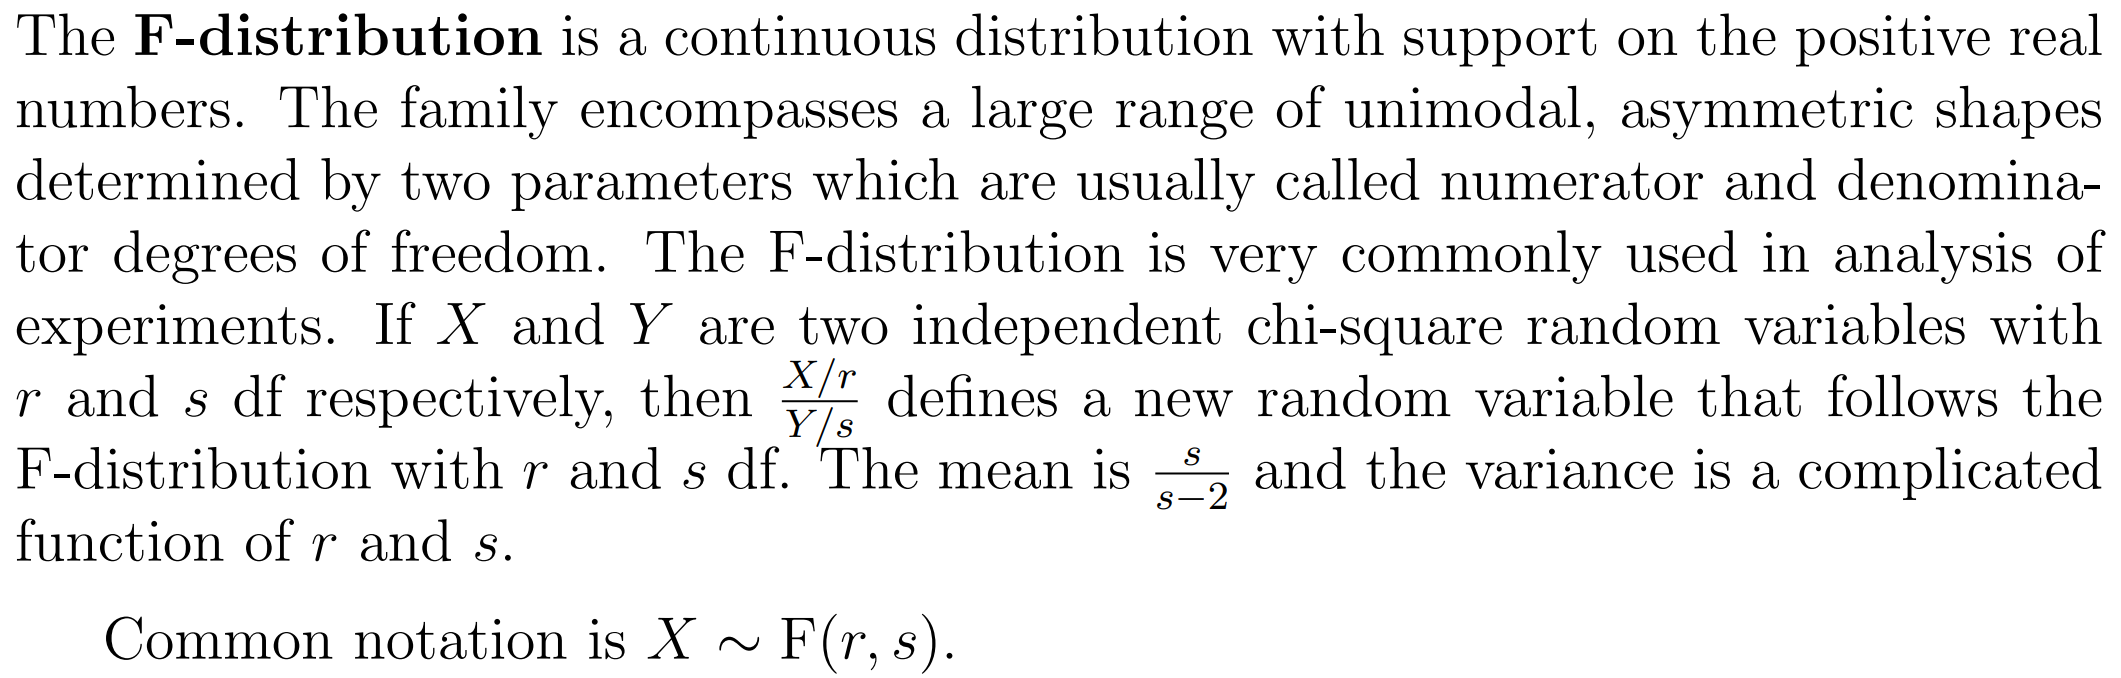 The F-distribution is a continuous distribution with support on the positive real
numbers. The family encompasses a large range of unimodal, asymmetric shapes
determined by two parameters which are usually called numerator and denomina-
tor degrees of freedom. The F-distribution is very commonly used in analysis of
experiments. If X and Y are two independent chi-square random variables with
r and s df respectively, then \frac{X/r}{Y/s} defines a new random variable that follows the
F-distribution with r and s df. The mean is \frac{s}{s-2} and the variance is a complicated
function of r and s.
Common notation is X ∼ F(r, s).